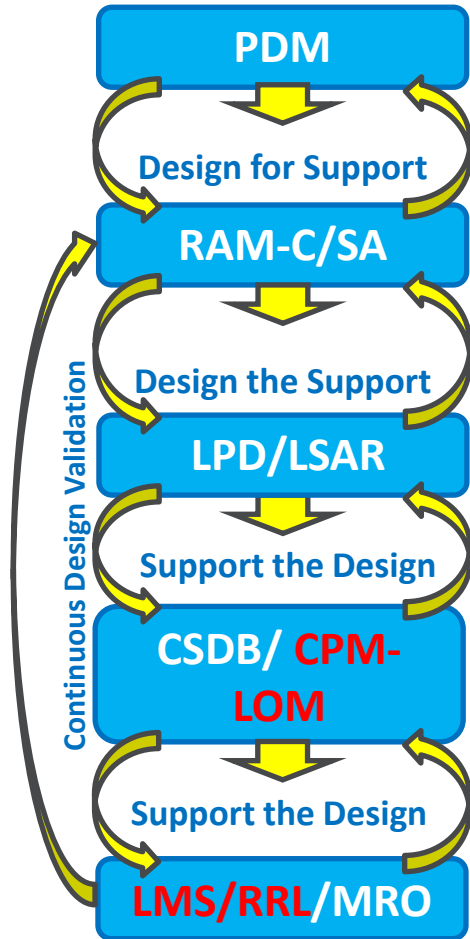 PDM
Design for Support
RAM-C/SA
Design the Support
LPD/LSAR
Support the Design
CSDB/ CPM-
LOM
Support the Design
LMS/RRL/MRO
Continuous Design Validation